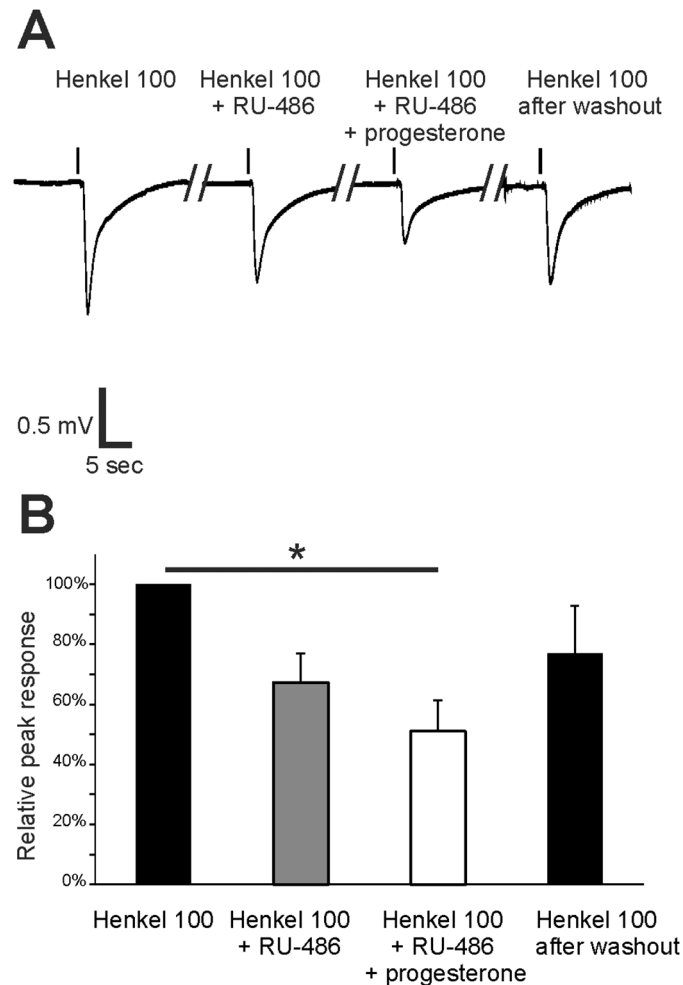 A
Henkel 100
Henkel 100
+ RU-486
Henkel 100
+ RU-486
+ progesterone
Henkel 100
after washout
0.5 mV
5 sec
B
*
Relative peak response
100%
80%
60%
40%
20%
0%
Henkel 100
Henkel 100
+ RU-486
Henkel 100
+ RU-486
+ progesterone
Henkel 100
after washout